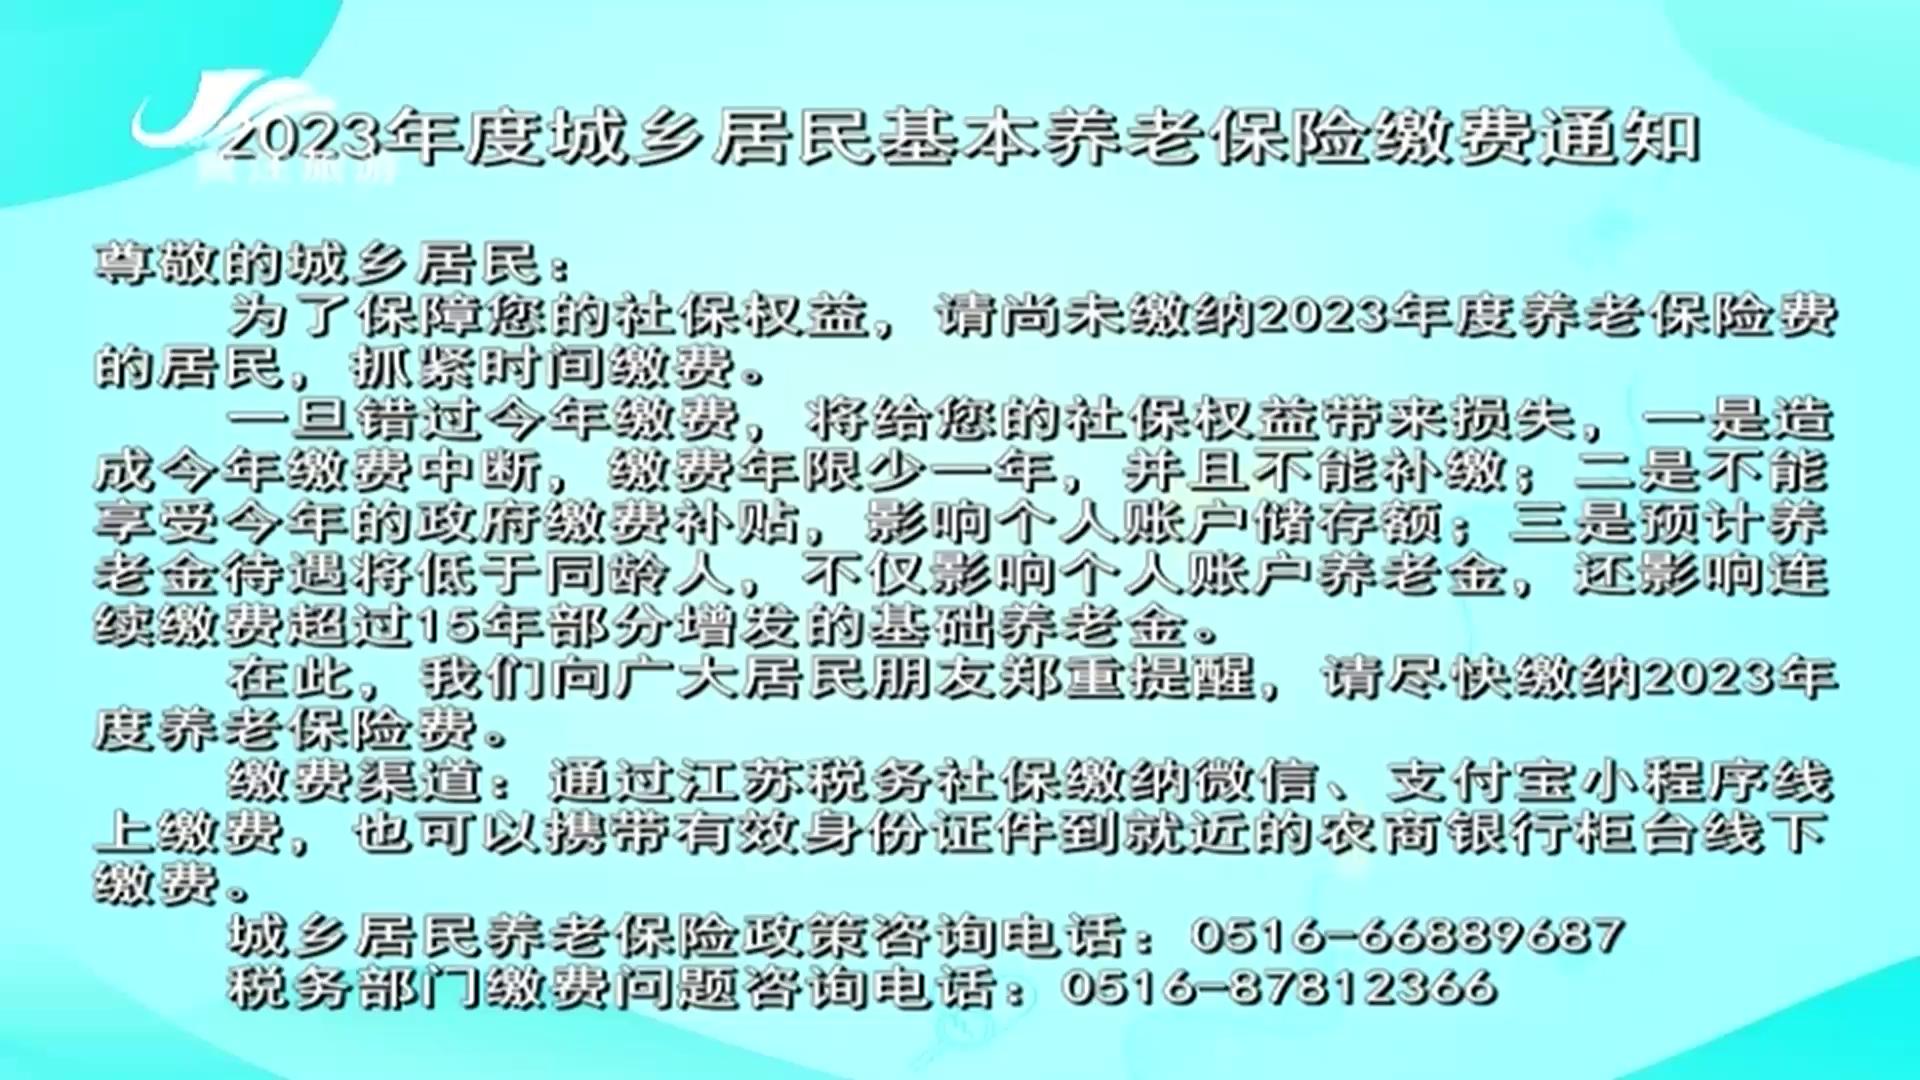 2023年度城乡居民基本养老保险缴费通知
尊敬的城乡居民：
为了保障您的社保权益，请尚未缴纳2023年度养老保险费
的居民，抓紧时间缴费。
一旦错过今年缴费，将给您的社保权益带来损失，一是造
成今年缴费中断，缴费年限少一年，并且不能补缴；二是不能
享受今年的政府缴费补贴，影响个人账户储存额；三是预计养
老金待遇将低于同龄人，不仅影响个人账户养老金，还影响连
续缴费超过15年部分增发的基础养老金。
在此，我们向广大居民朋友郑重提醒，请尽快缴纳2023年
度养老保险费。
缴费渠道：通过江苏税务社保缴纳微信、支付宝小程序线
上缴费，也可以携带有效身份证件到就近的农商银行柜台线下
缴费。
城乡居民养老保险政策咨询电话：0516-66889687
税务部门缴费问题咨询电话：0516-87812366